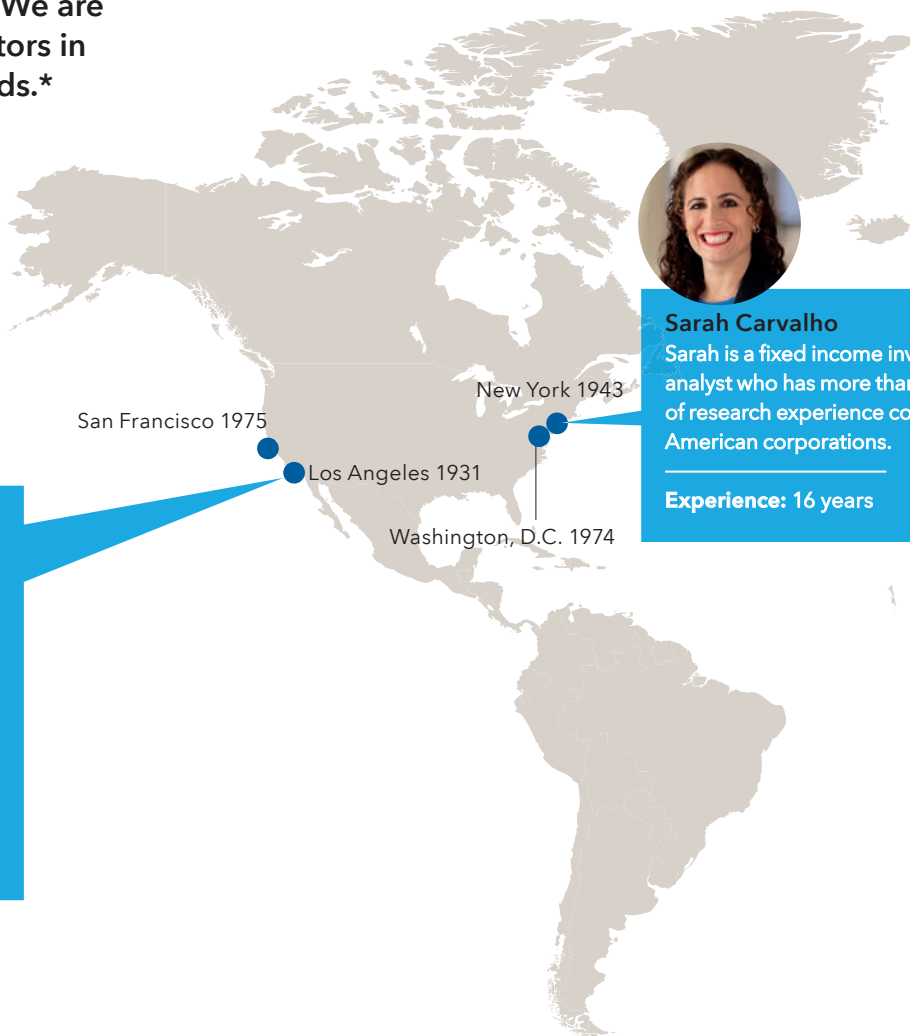 We are
tors in
ds.*
Sarah Carvalho
Sarah is a fixed income inv
analyst who has more than
of research experience co
American corporations.
Experience: 16 years
New York 1943
San Francisco 1975
Los Angeles 1931
Washington, D.C. 1974